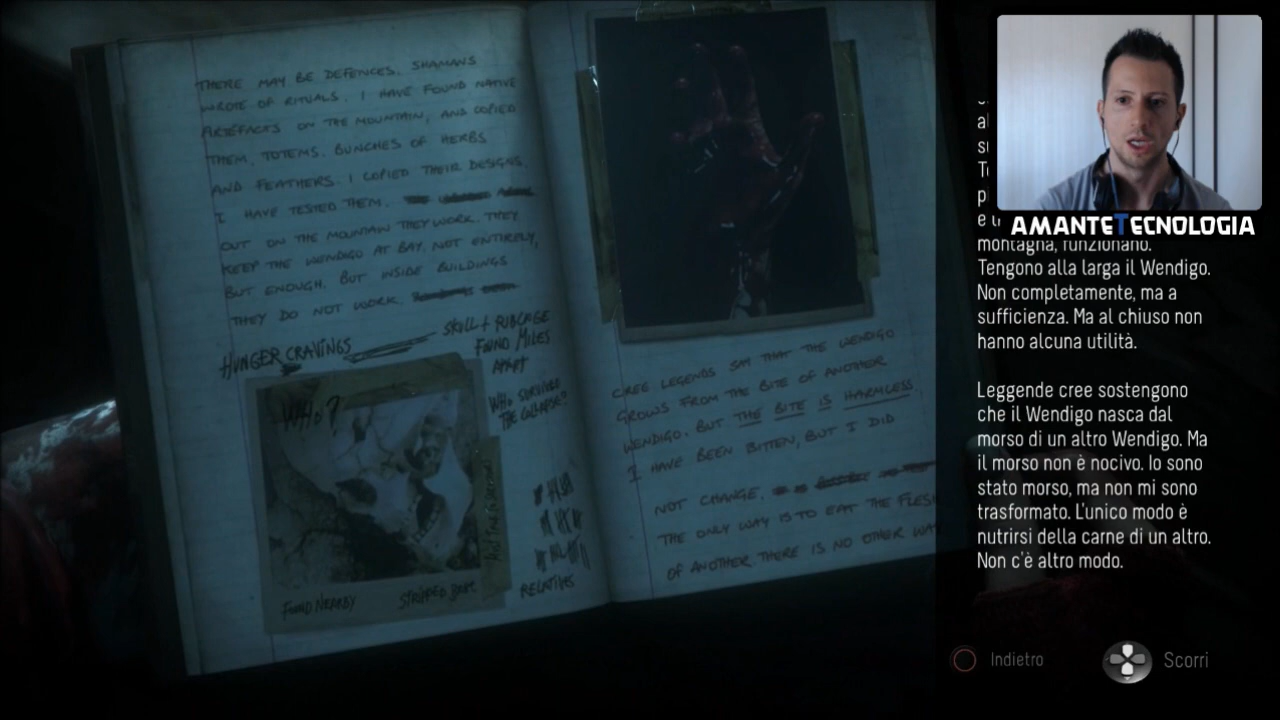 THERE MAY BE DEFENCES. SHAMANS
WROTE OF RITUALS. I HAVE FOUND NATIVE
ARTEFACTS ON THE MOUNTAIN, AND COPIED
THEM, TOTEMS. BUNCHES OF HERBS
AND FEATHERS. I COPIED THEIR DESIGNS.
I HAVE TESTED THEM.
OUT ON THE MOUNTAIN THEY WORK. THEY
KEEP THE WENDIGO AT BAY. NOT ENTIRELY,
BUT ENOUGH. BUT INSIDE BUILDINGS
THEY DO NOT WORK.
HUNGER CRAVINGS
SKULL + RIBCAGE
FOUND MILES
APART
WHO SURVIVED
THE COLLAPSE?
WHO?
FOUND NEARBY
STRIPPED BARE
RELATIVES
CREE LEGENDS SAY THAT THE WENDIGO
GROWS FROM THE BITE OF ANOTHER
WENDIGO. BUT THE BITE IS HARMLESS
I HAVE BEEN BITTEN, BUT I DID
NOT CHANGE.
THE ONLY WAY IS TO EAT THE FLESH
OF ANOTHER. THERE IS NO OTHER WAY
AMANTETECNOLOGIA
montagna, funzionano.
Tengono alla larga il Wendigo.
Non completamente, ma a
sufficienza. Ma al chiuso non
hanno alcuna utilità.
Leggende cree sostengono
che il Wendigo nasca dal
morso di un altro Wendigo. Ma
il morso non è nocivo. Io sono
stato morso, ma non mi sono
trasformato. L'unico modo è
nutrirsi della carne di un altro.
Non c'è altro modo.
Indietro
Scorri